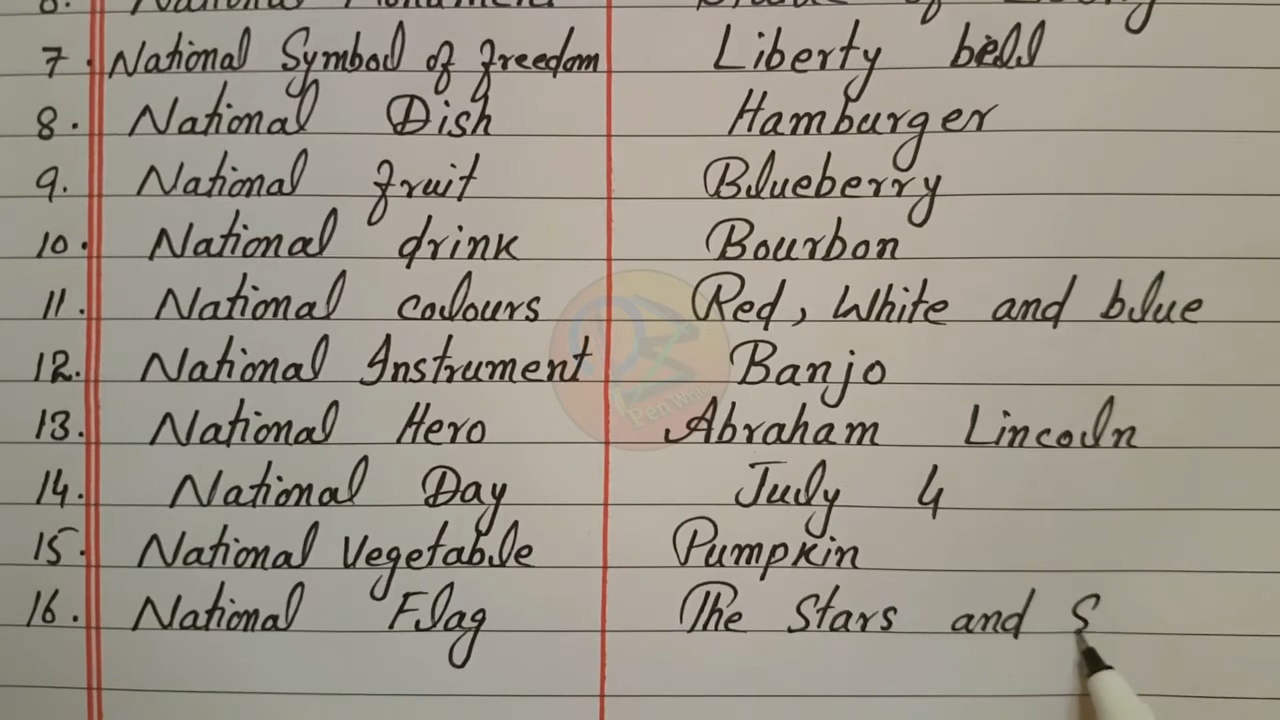 7. National Symbol of freedom Liberty bell
8. National Dish Hamburger
9. National fruit Blueberry
10. National drink Bourbon
11. National colours Red, White and blue
12. National Instrument Banjo
13. National Hero Abraham Lincoln
14. National Day July 4
15. National Vegetable Pumpkin
16. National Flag The Stars and S
Pen Writ